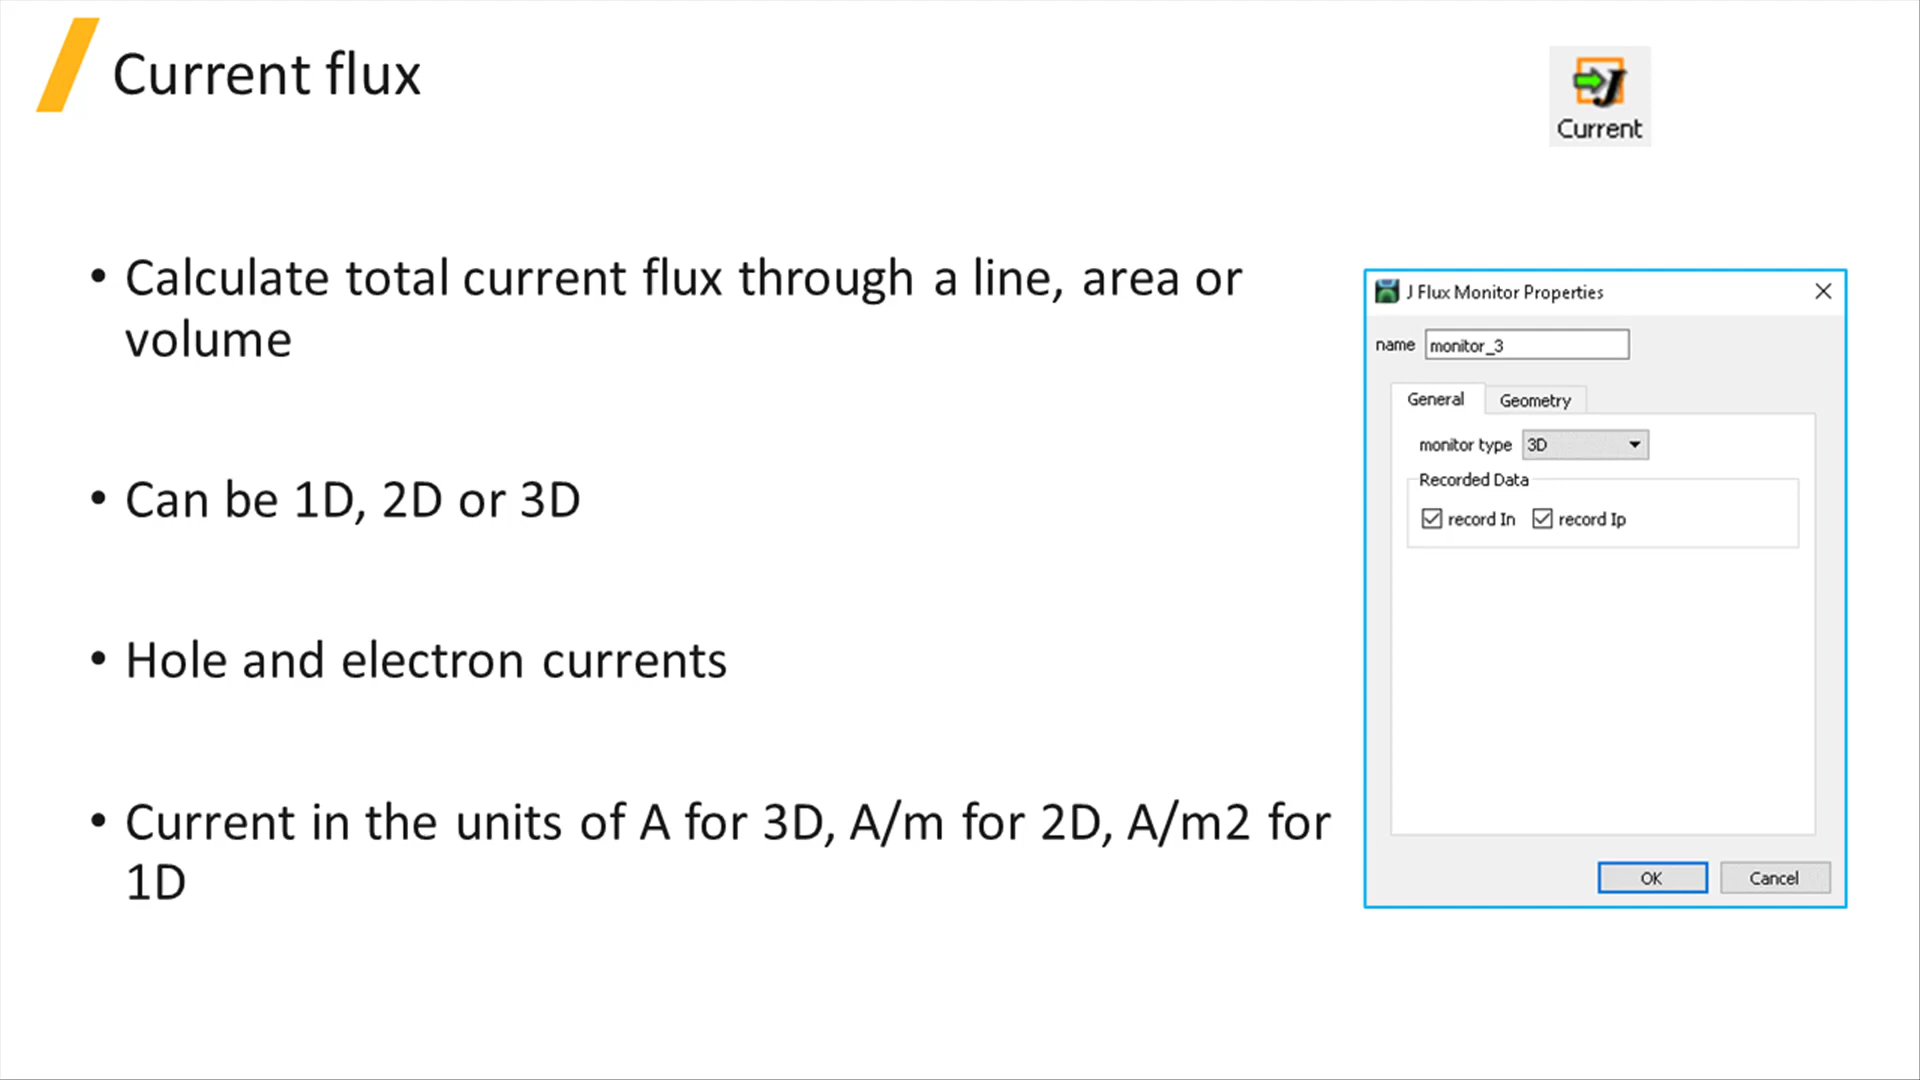 Current flux
Current
• Calculate total current flux through a line, area or
volume
• Can be 1D, 2D or 3D
• Hole and electron currents
• Current in the units of A for 3D, A/m for 2D, A/m2 for
1D
J Flux Monitor Properties
name monitor_3
General Geometry
monitor type 3D
Recorded Data
record In record Ip
OK Cancel